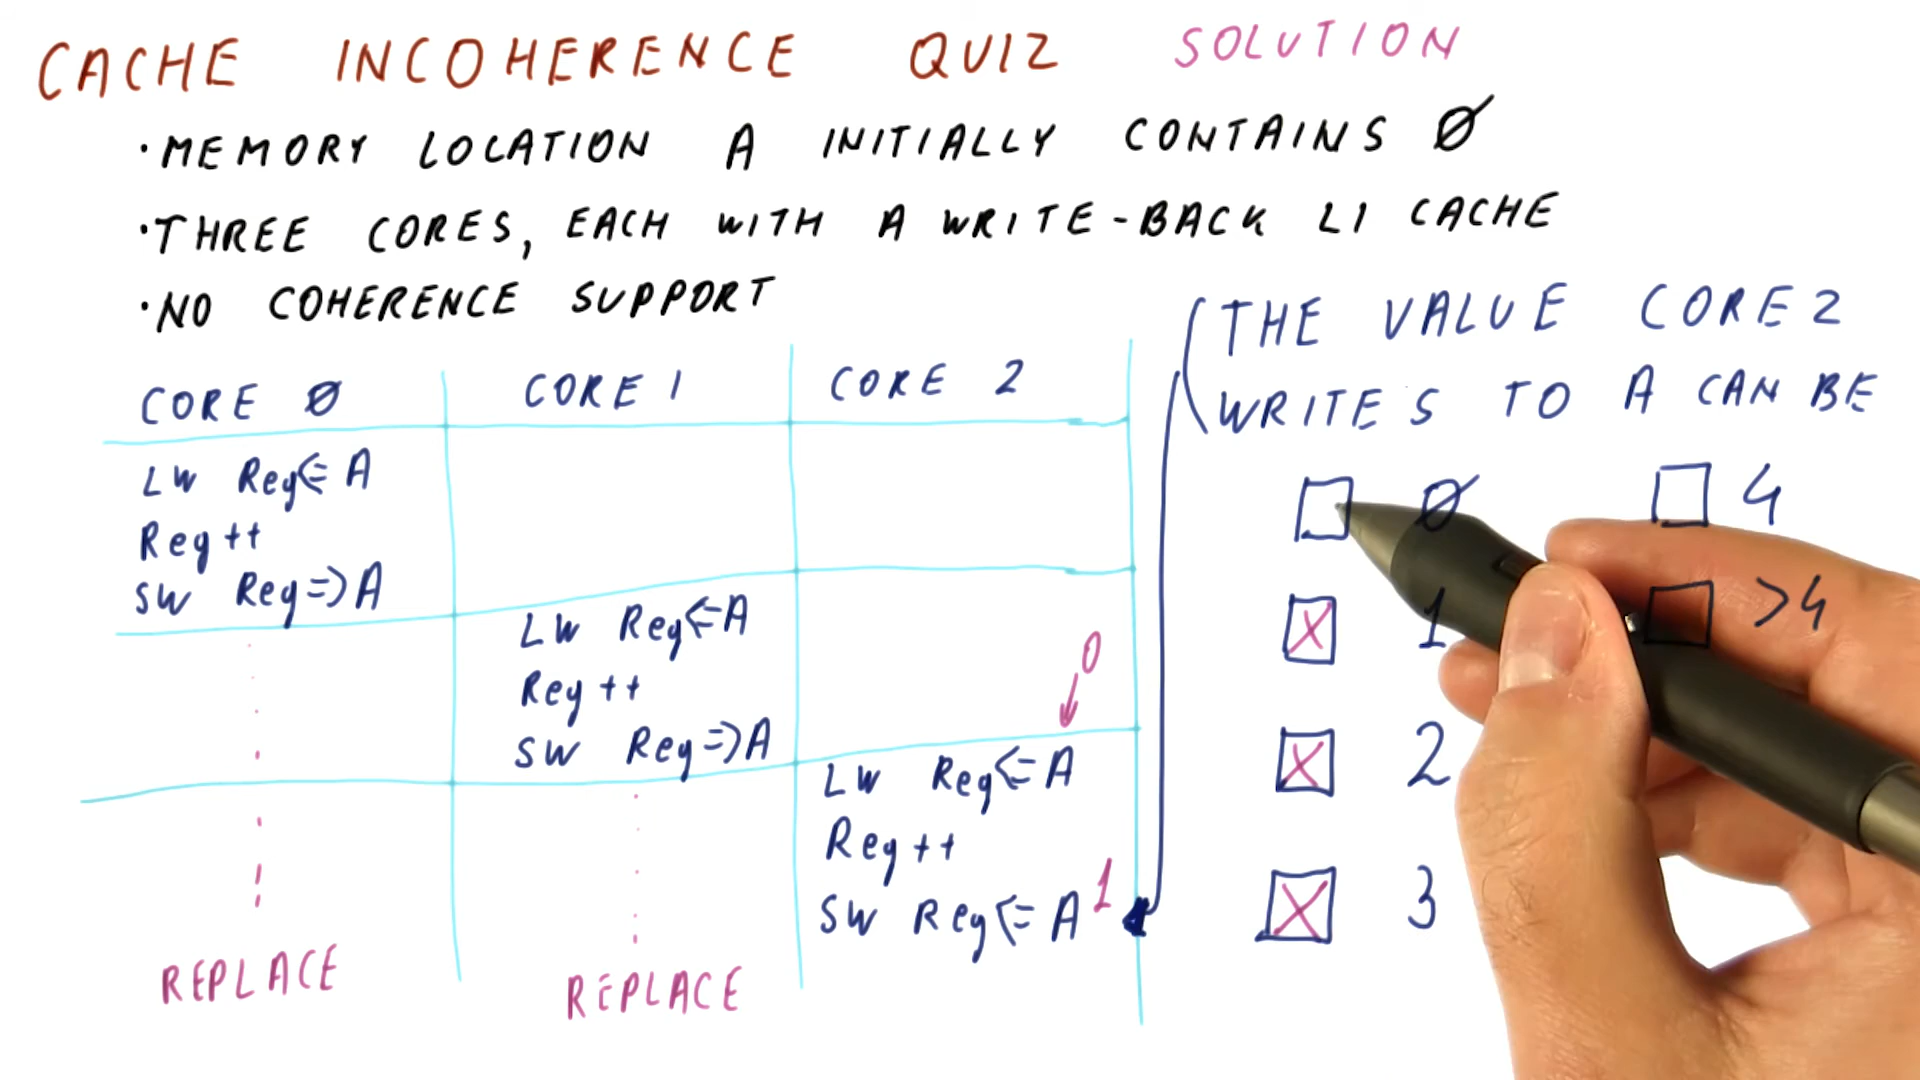 CACHE INCOHERENCE QUIZ SOLUTION
• MEMORY LOCATION A INITIALLY CONTAINS Ø
• THREE CORES, EACH WITH A WRITE-BACK L1 CACHE
• NO COHERENCE SUPPORT
THE VALUE CORE 2
WRITES TO A CAN BE
CORE Ø CORE 1 CORE 2
LW Reg⇐A
Reg++
SW Reg=>A
LW Reg⇐A
Reg++
SW Reg=>A
0
LW Reg⇐A
Reg++
SW Reg⇐A 1
REPLACE REPLACE
Ø 4
X 1 >4
X 2
X 3